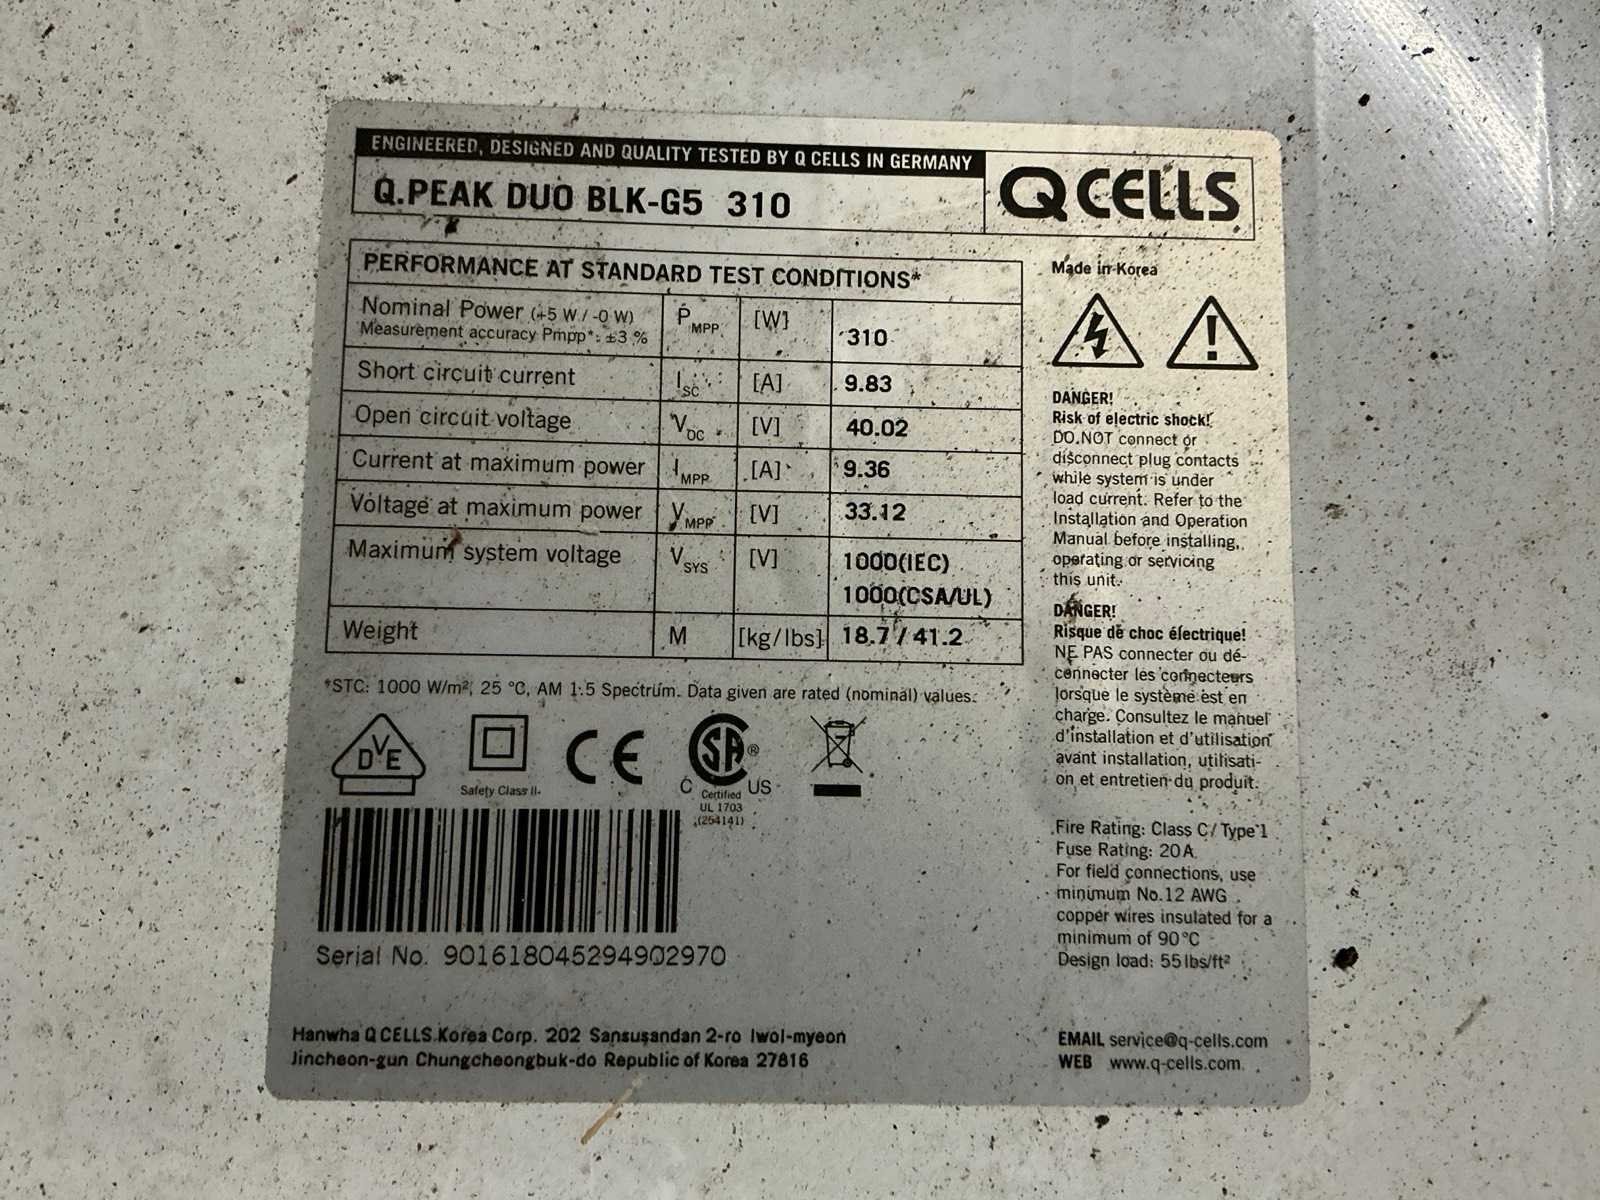 ENGINEERED, DESIGNED AND QUALITY TESTED BY Q CELLS IN GERMANY
Q.PEAK DUO BLK-G5 310
Q CELLS
PERFORMANCE AT STANDARD TEST CONDITIONS*
Nominal Power (+5 W / -0 W) PMPP [W] 310
Measurement accuracy Pmpp*: ±3 %
Short circuit current ISC [A] 9.83
Open circuit voltage VOC [V] 40.02
Current at maximum power IMPP [A] 9.36
Voltage at maximum power VMPP [V] 33.12
Maximum system voltage VSYS [V] 1000(IEC)
1000(CSA/UL)
Weight M [kg/lbs] 18.7 / 41.2
*STC: 1000 W/m², 25 °C, AM 1.5 Spectrum. Data given are rated (nominal) values.
DVE
Safety Class II
CE
SA®
C US
Certified
UL 1703
(254141)
Serial No. 901618045294902970
Hanwha Q CELLS Korea Corp. 202 Sansusandan 2-ro Iwol-myeon
Jincheon-gun Chungcheongbuk-do Republic of Korea 27816
Made in Korea
DANGER!
Risk of electric shock!
DO NOT connect or
disconnect plug contacts
while system is under
load current. Refer to the
Installation and Operation
Manual before installing,
operating or servicing
this unit.
DANGER!
Risque de choc électrique!
NE PAS connecter ou dé-
connecter les connecteurs
lorsque le système est en
charge. Consultez le manuel
d'installation et d'utilisation
avant installation, utilisati-
on et entretien du produit.
Fire Rating: Class C / Type 1
Fuse Rating: 20 A
For field connections, use
minimum No.12 AWG
copper wires insulated for a
minimum of 90 °C
Design load: 55 lbs/ft²
EMAIL service@q-cells.com
WEB www.q-cells.com